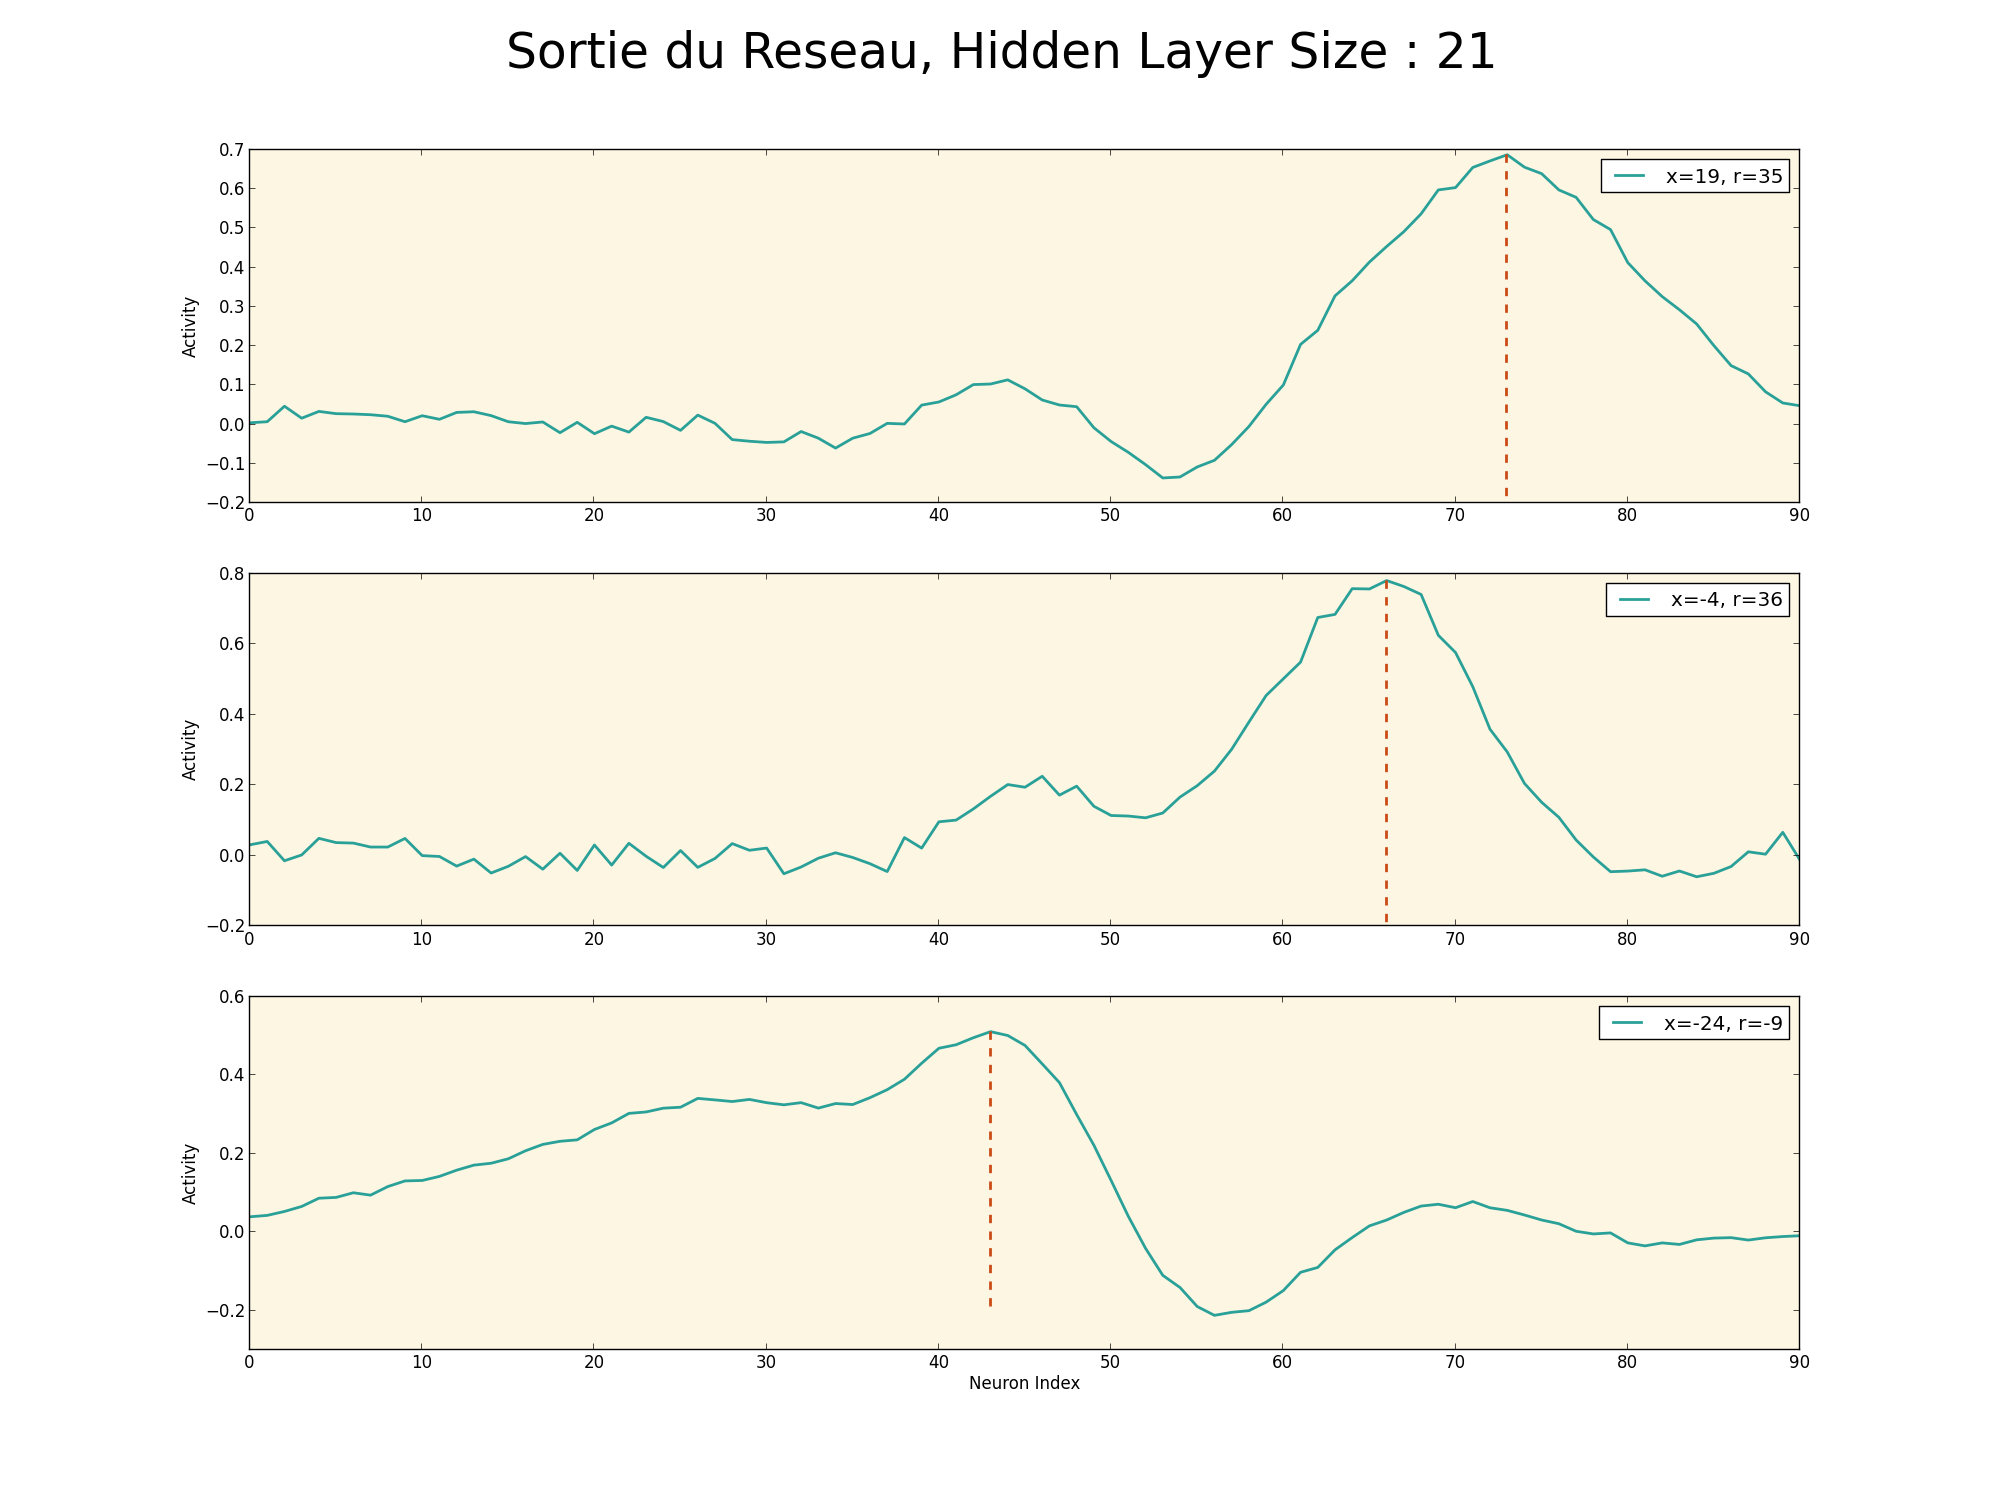 Sortie du Reseau, Hidden Layer Size : 21
0.7
0.6
0.5
0.4
0.3
0.2
0.1
0.0
−0.1
−0.2
Activity
x=19, r=35
0 10 20 30 40 50 60 70 80 90
0.8
0.6
0.4
0.2
0.0
−0.2
Activity
x=-4, r=36
0 10 20 30 40 50 60 70 80 90
0.6
0.4
0.2
0.0
−0.2
Activity
x=-24, r=-9
0 10 20 30 40 50 60 70 80 90
Neuron Index